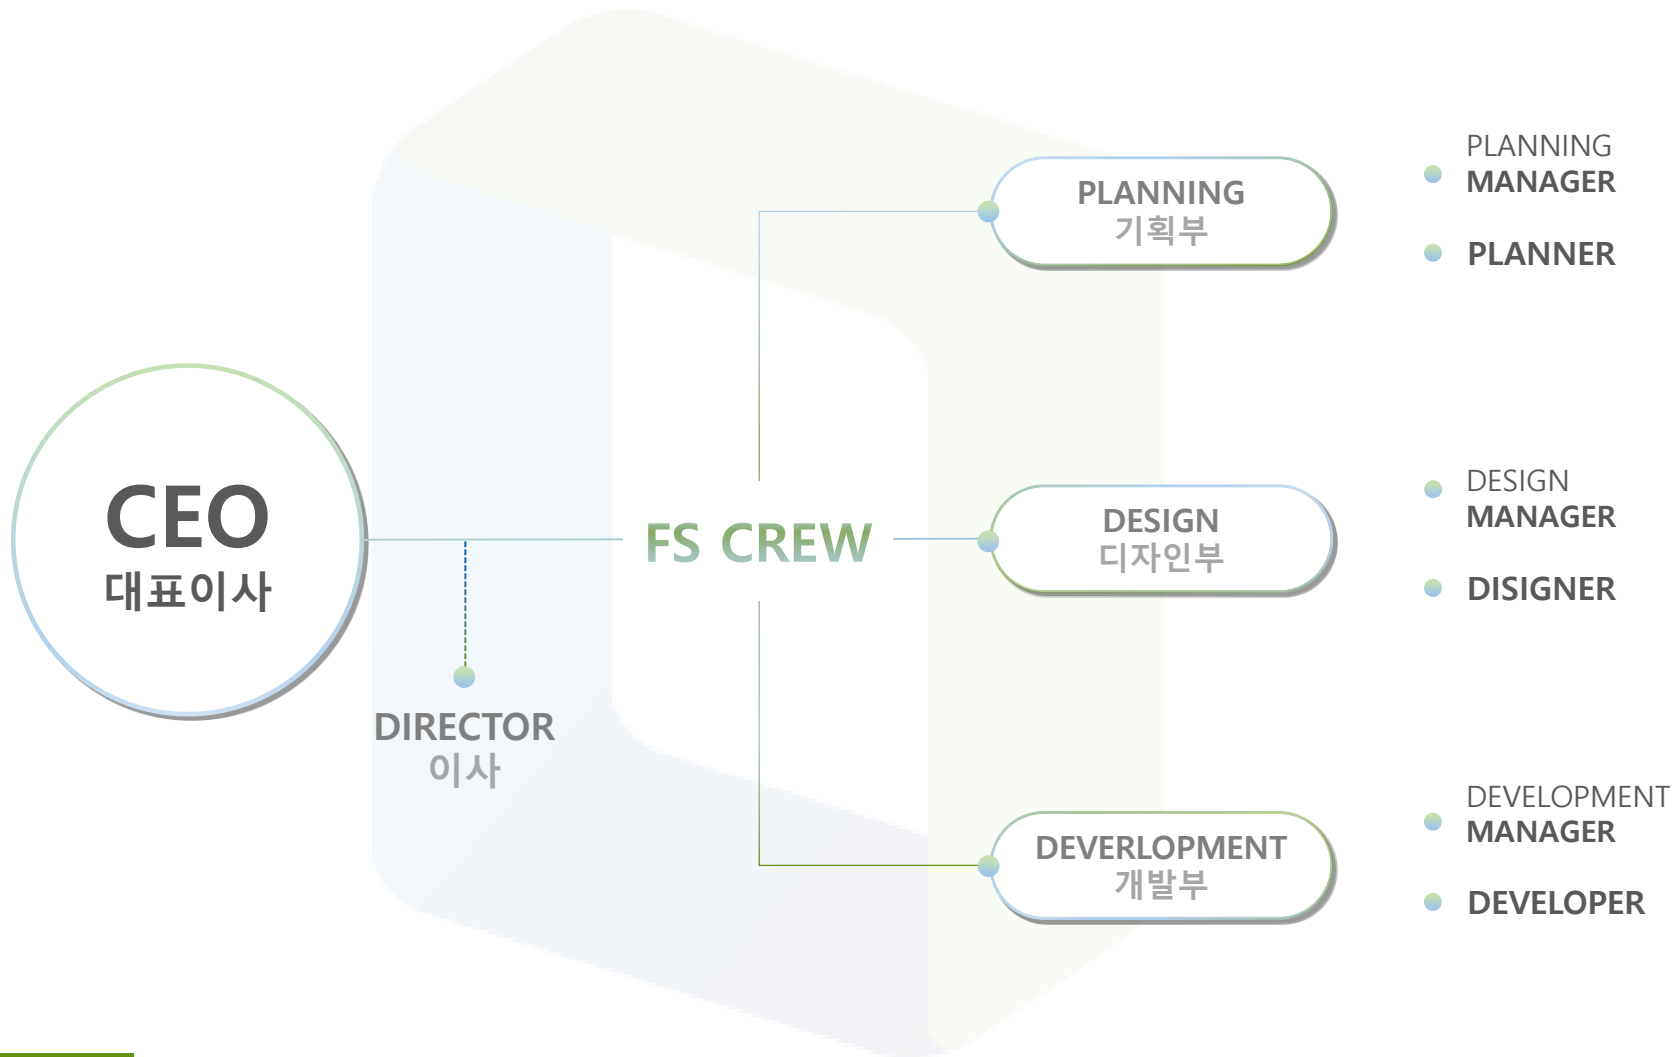 CEO
대표이사
DIRECTOR
이사
FS CREW
PLANNING
기획부
PLANNING
MANAGER
PLANNER
DESIGN
디자인부
DESIGN
MANAGER
DISIGNER
DEVERLOPMENT
개발부
DEVELOPMENT
MANAGER
DEVELOPER